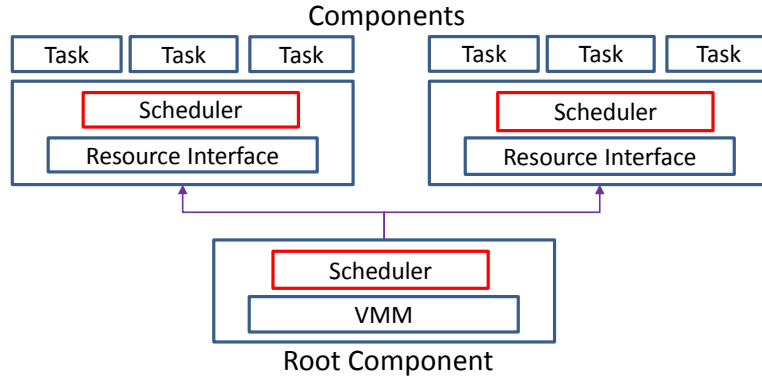 Components
Task Task Task Task Task Task
Scheduler Scheduler
Resource Interface Resource Interface
Scheduler
VMM
Root Component